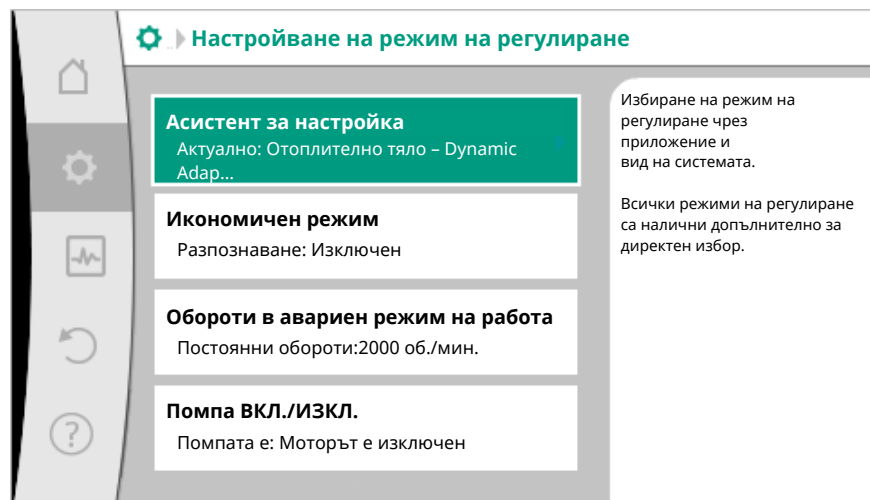 Настройване на режим на регулиране
Асистент за настройка
Актуално: Отоплително тяло – Dynamic
Adap...
Икономичен режим
Разпознаване: Изключен
Обороти в авариен режим на работа
Постоянни обороти:2000 об./мин.
Помпа ВКЛ./ИЗКЛ.
Помпата е: Моторът е изключен
Избиране на режим на
регулиране чрез
приложение и
вид на системата.
Всички режими на регулиране
са налични допълнително за
директен избор.